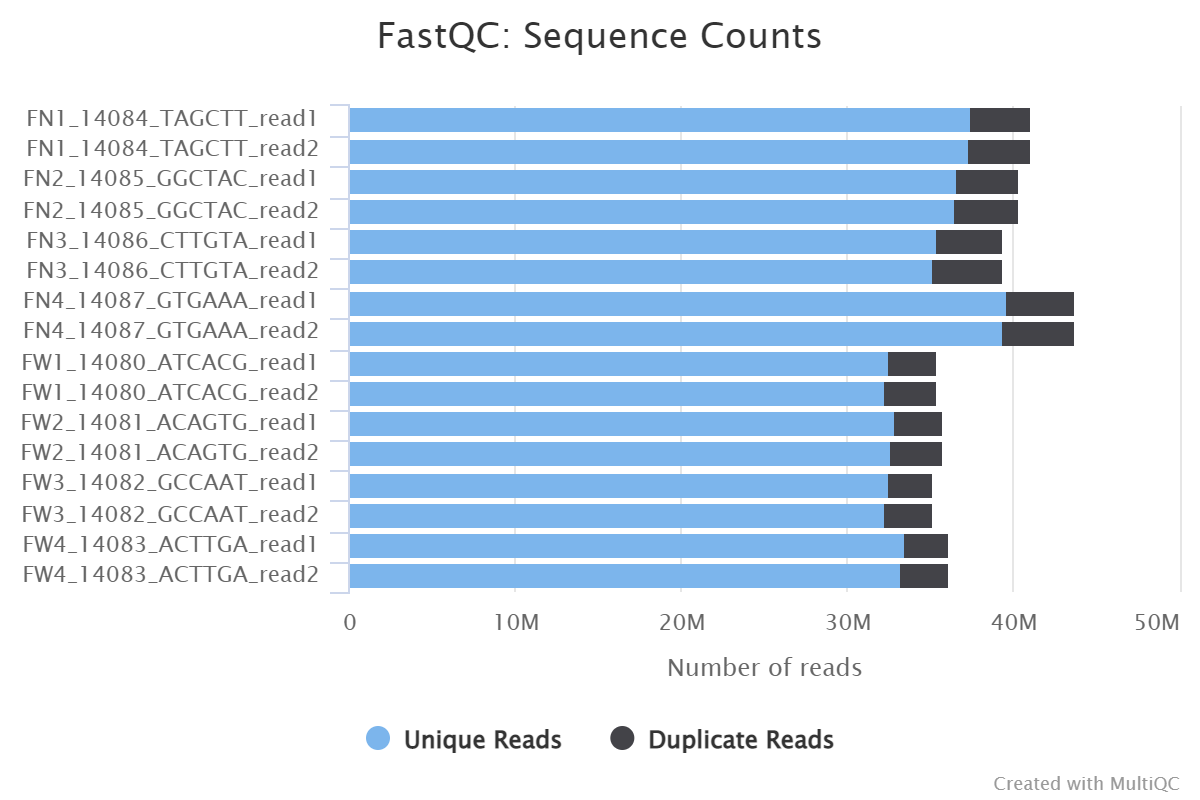 FastQC: Sequence Counts
FN1_14084_TAGCTT_read1
FN1_14084_TAGCTT_read2
FN2_14085_GGCTAC_read1
FN2_14085_GGCTAC_read2
FN3_14086_CTTGTA_read1
FN3_14086_CTTGTA_read2
FN4_14087_GTGAAA_read1
FN4_14087_GTGAAA_read2
FW1_14080_ATCACG_read1
FW1_14080_ATCACG_read2
FW2_14081_ACAGTG_read1
FW2_14081_ACAGTG_read2
FW3_14082_GCCAAT_read1
FW3_14082_GCCAAT_read2
FW4_14083_ACTTGA_read1
FW4_14083_ACTTGA_read2
0 10M 20M 30M 40M 50M
Number of reads
Unique Reads Duplicate Reads
Created with MultiQC